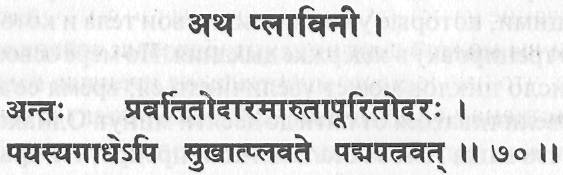 अथ प्लाविनी ।
अन्तः प्रवर्तितोदारमारुतापूरितोदरः ।
पयस्यगाधेऽपि सुखात्प्लवते पद्मपत्रवत् ॥ ७० ॥